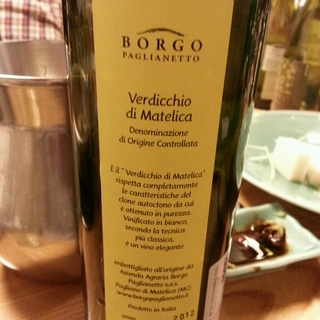 BORGO
PAGLIANETTO
Verdicchio
di Matelica
Denominazione
di Origine Controllata
È il "Verdicchio di Matelica"
rispetta completamente
le caratteristiche del
clone autoctono da cui
è ottenuto in purezza.
Vinificato in bianco,
secondo la tecnica
più classica,
è un vino elegante
Imbottigliato all'origine da
Azienda Agraria Borgo
Paglianetto s.a.s.
Pagliano di Matelica (MC)
www.borgopaglianetto.it
Prodotto in Italia
2012